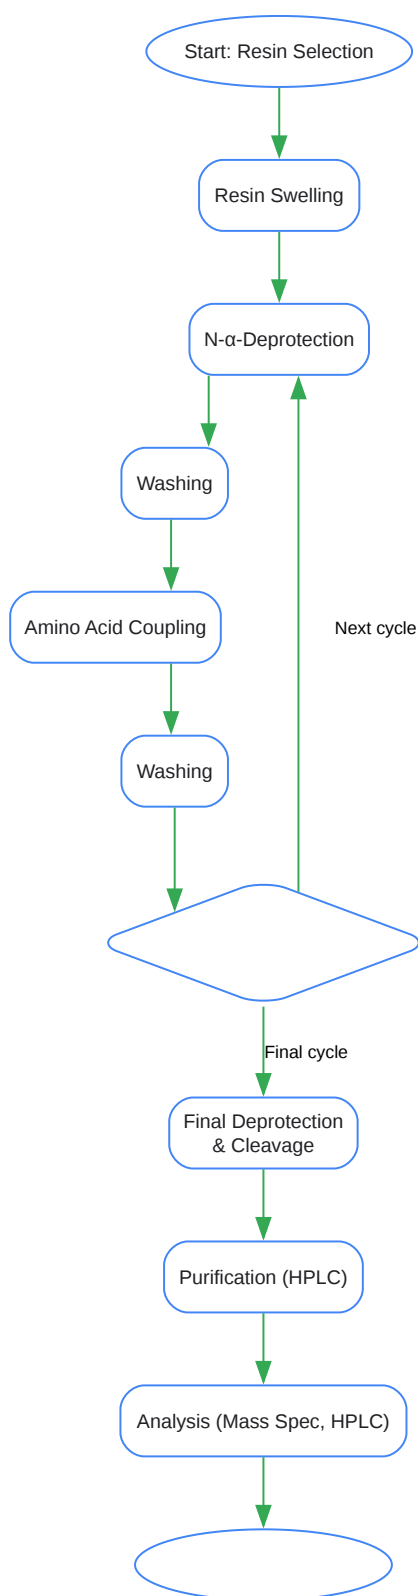 Start: Resin Selection
Resin Swelling
N-α-Deprotection
Washing
Amino Acid Coupling
Next cycle
Washing
Final cycle
Final Deprotection
& Cleavage
Purification (HPLC)
Analysis (Mass Spec, HPLC)